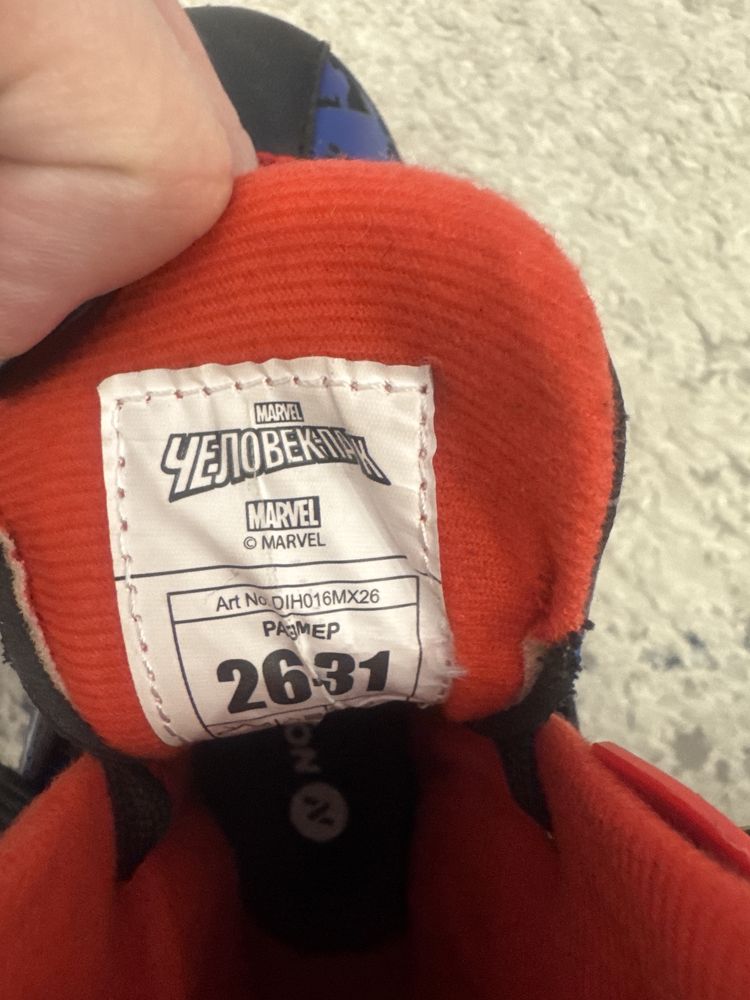 MARVEL
ЧЕЛОВЕК-ПАУК
MARVEL
© MARVEL
Art No. DIH016MX26
РАЗМЕР
26-31